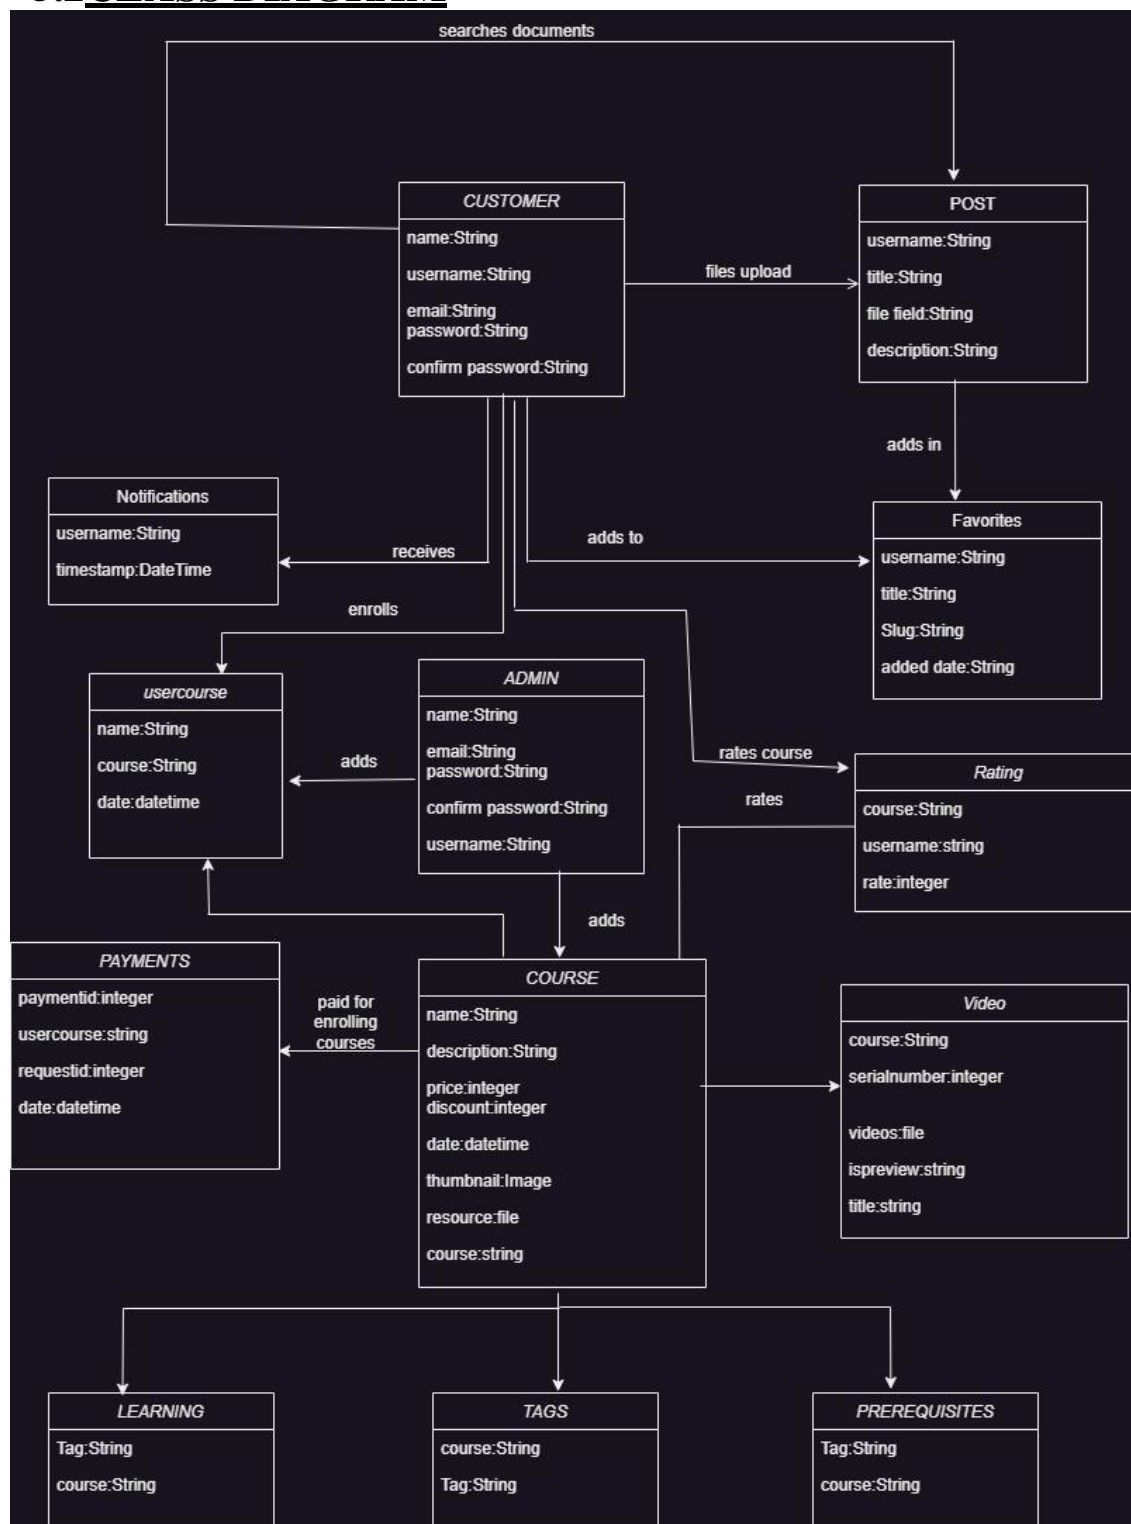 CLASS DIAGRAM
searches documents
CUSTOMER
name:String
username:String
email:String
password:String
confirm password:String
files upload
POST
username:String
title:String
file field:String
description:String
adds in
Notifications
username:String
timestamp:DateTime
receives
adds to
Favorites
username:String
title:String
Slug:String
added date:String
enrolls
usercourse
name:String
course:String
date:datetime
adds
ADMIN
name:String
email:String
password:String
confirm password:String
username:String
rates course
rates
Rating
course:String
username:string
rate:integer
adds
PAYMENTS
paymentid:integer
usercourse:string
requestid:integer
date:datetime
paid for
enrolling
courses
COURSE
name:String
description:String
price:integer
discount:integer
date:datetime
thumbnail:Image
resource:file
course:string
Video
course:String
serialnumber:integer
videos:file
ispreview:string
title:string
LEARNING
Tag:String
course:String
TAGS
course:String
Tag:String
PREREQUISITES
Tag:String
course:String